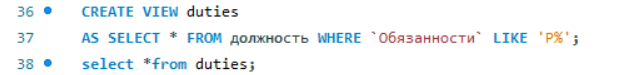 36 CREATE VIEW duties
37 AS SELECT * FROM должность WHERE `Обязанности` LIKE 'P%';
38 select *from duties;